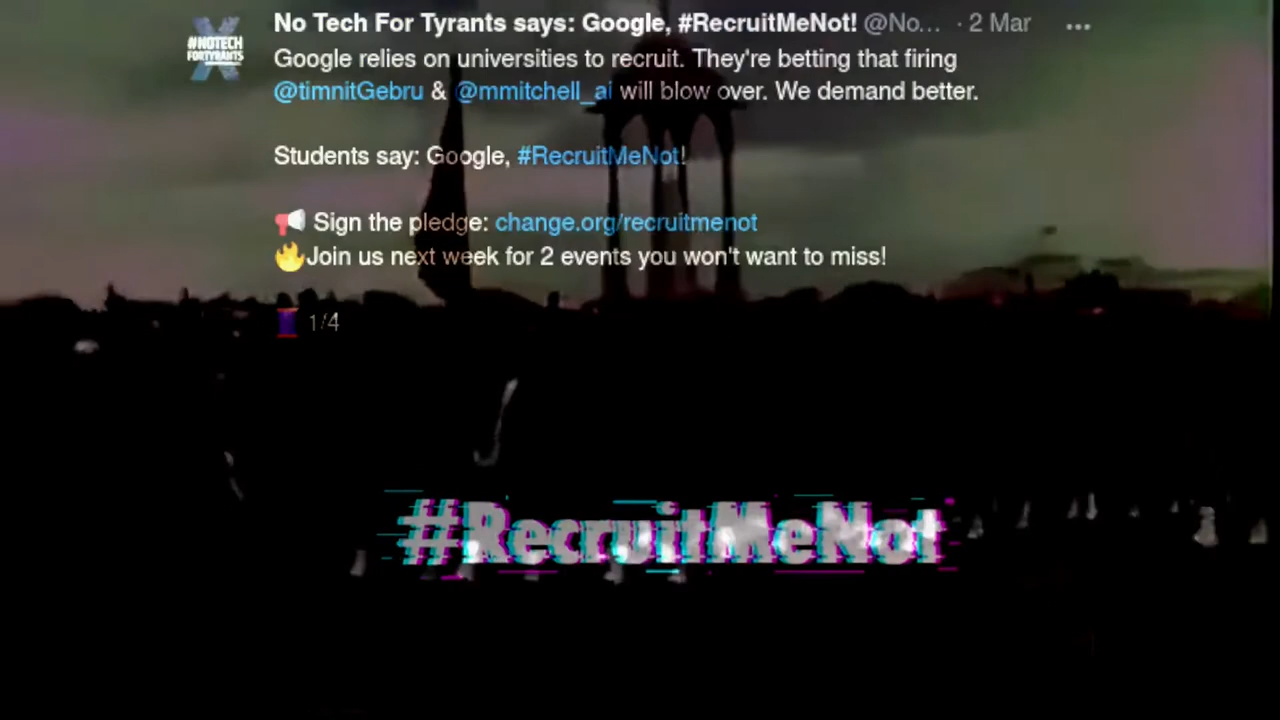 No Tech For Tyrants says: Google, #RecruitMeNot! @No... · 2 Mar
#NOTECH
FORTYRANTS
Google relies on universities to recruit. They're betting that firing
@timnitGebru & @mmitchell_ai will blow over. We demand better.
Students say: Google, #RecruitMeNot!
📣 Sign the pledge: change.org/recruitmenot
🔥Join us next week for 2 events you won't want to miss!
🧵 1/4
#RecruitMeNot